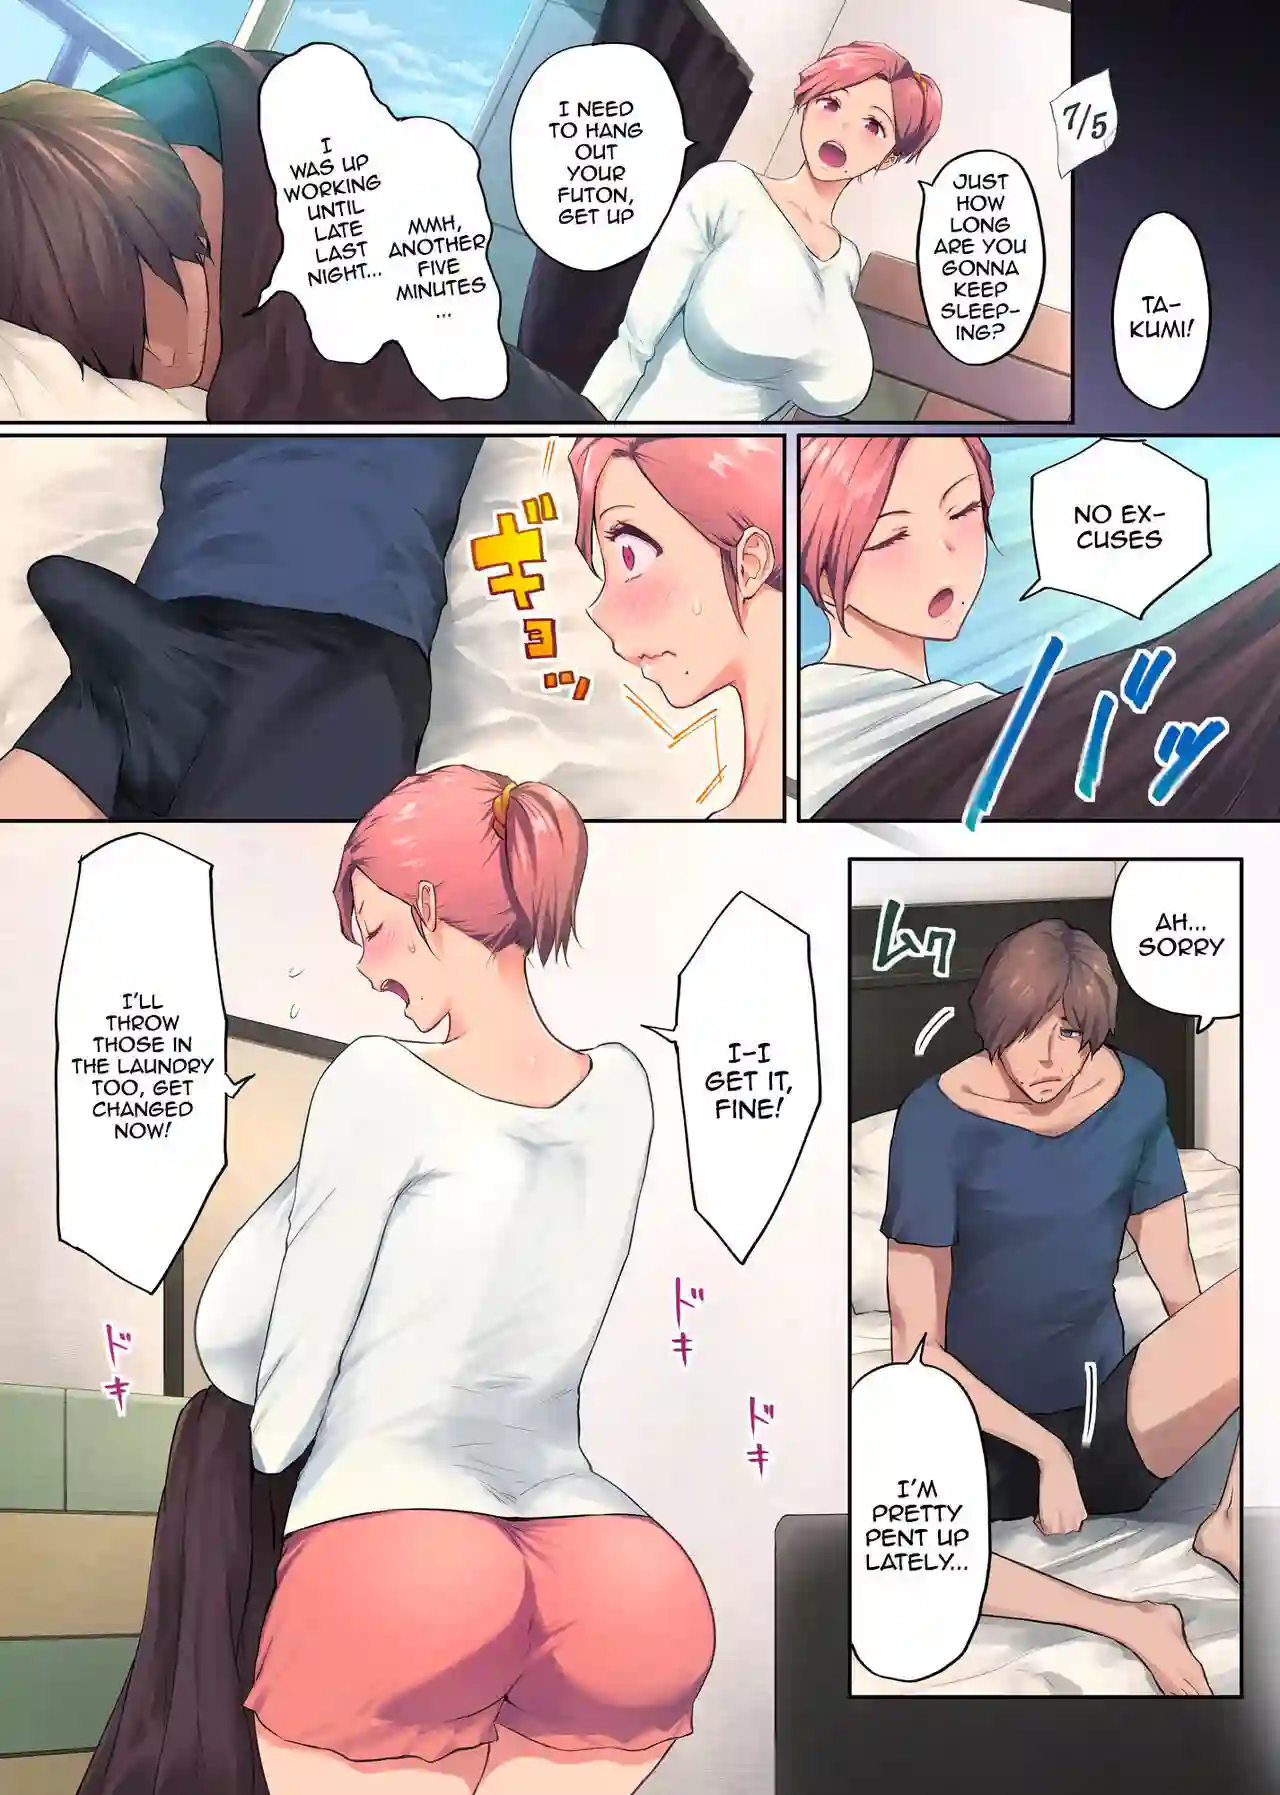 7/5
TA-
KUMI!
JUST
HOW
LONG
ARE YOU
GONNA
KEEP
SLEEP-
ING?
I NEED
TO HANG
OUT
YOUR
FUTON,
GET UP
MMH,
ANOTHER
FIVE
MINUTES
...
I
WAS UP
WORKING
UNTIL
LATE
LAST
NIGHT...
NO EX-
CUSES
バッ
ギョッ
AH...
SORRY
ムク
I'M
PRETTY
PENT UP
LATELY...
I-I
GET IT,
FINE!
I'LL
THROW
THOSE IN
THE LAUNDRY
TOO, GET
CHANGED
NOW!
ドキ
ドキ
ドキ